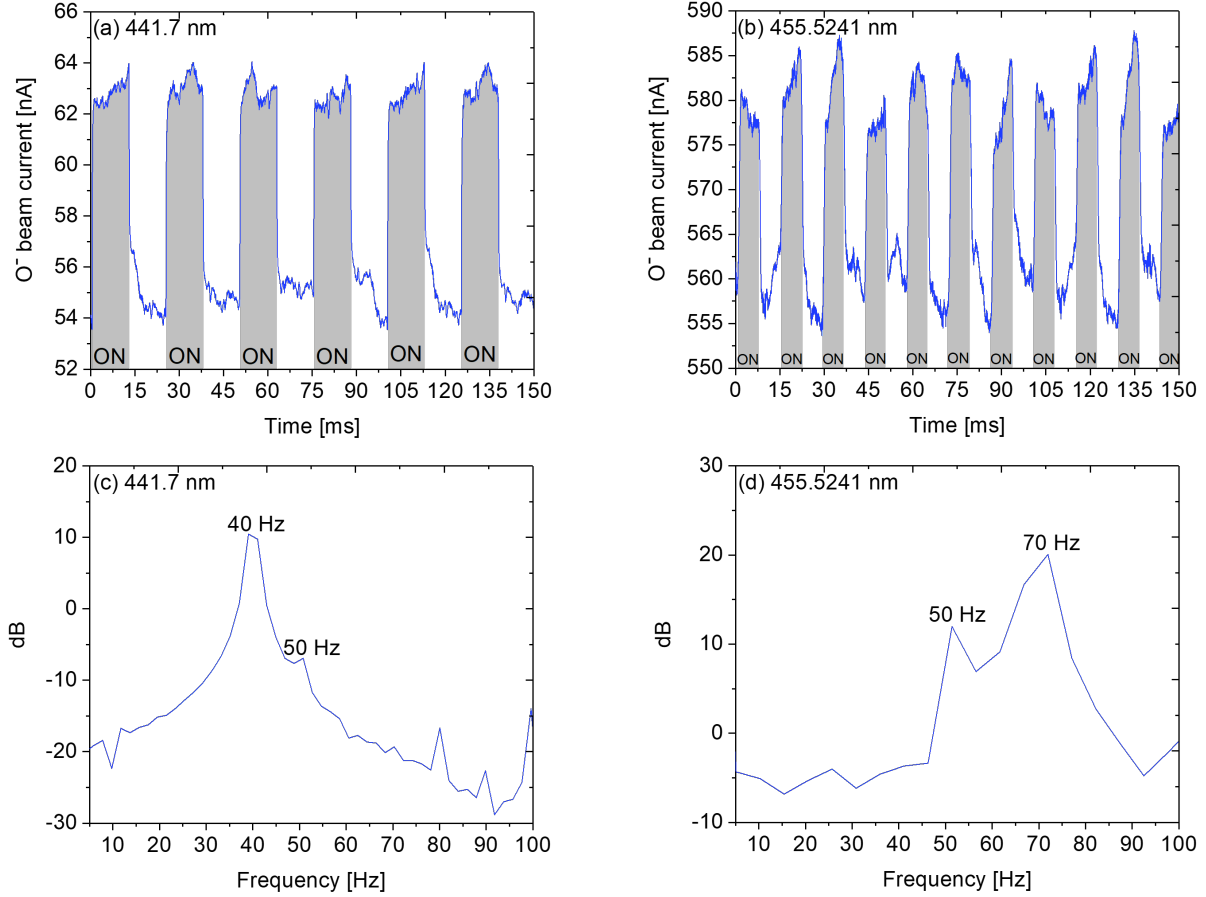 (a) 441.7 nm
O⁻ beam current [nA]
66
64
62
60
58
56
54
52
ON ON ON ON ON ON
0 15 30 45 60 75 90 105 120 135 150
Time [ms]
(b) 455.5241 nm
O⁻ beam current [nA]
590
585
580
575
570
565
560
555
550
ON ON ON ON ON ON ON ON ON ON ON
0 15 30 45 60 75 90 105 120 135 150
Time [ms]
(c) 441.7 nm
40 Hz
50 Hz
dB
20
10
0
-10
-20
-30
10 20 30 40 50 60 70 80 90 100
Frequency [Hz]
(d) 455.5241 nm
70 Hz
50 Hz
dB
30
20
10
0
-10
10 20 30 40 50 60 70 80 90 100
Frequency [Hz]